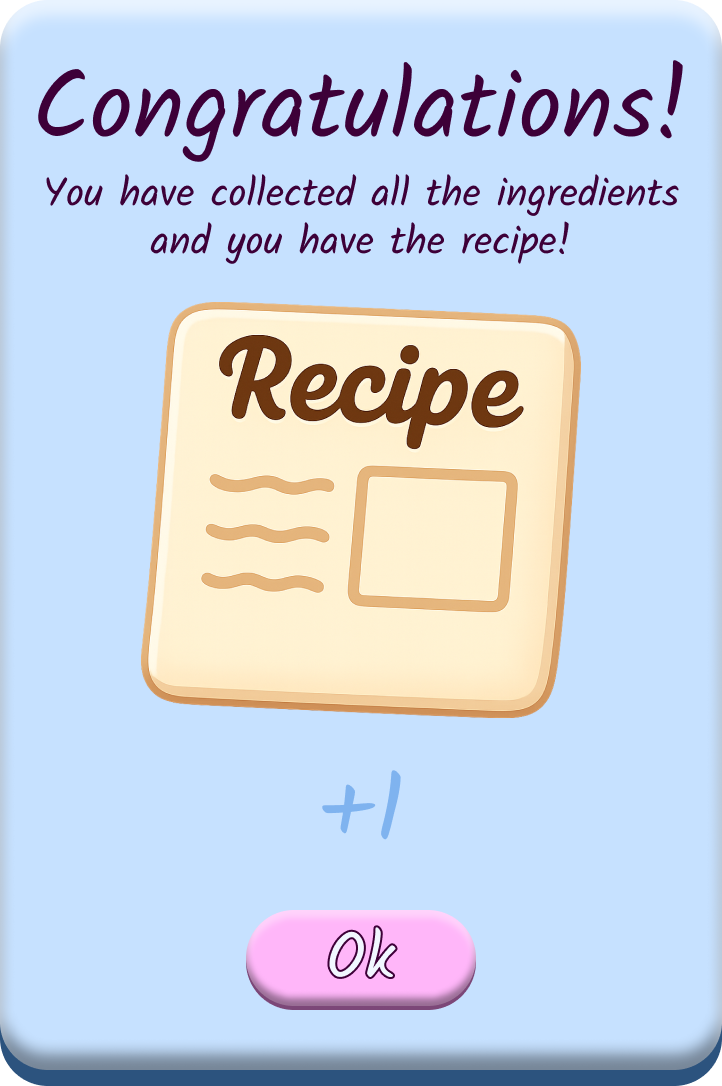 Congratulations!
You have collected all the ingredients
and you have the recipe!
Recipe
+1
Ok